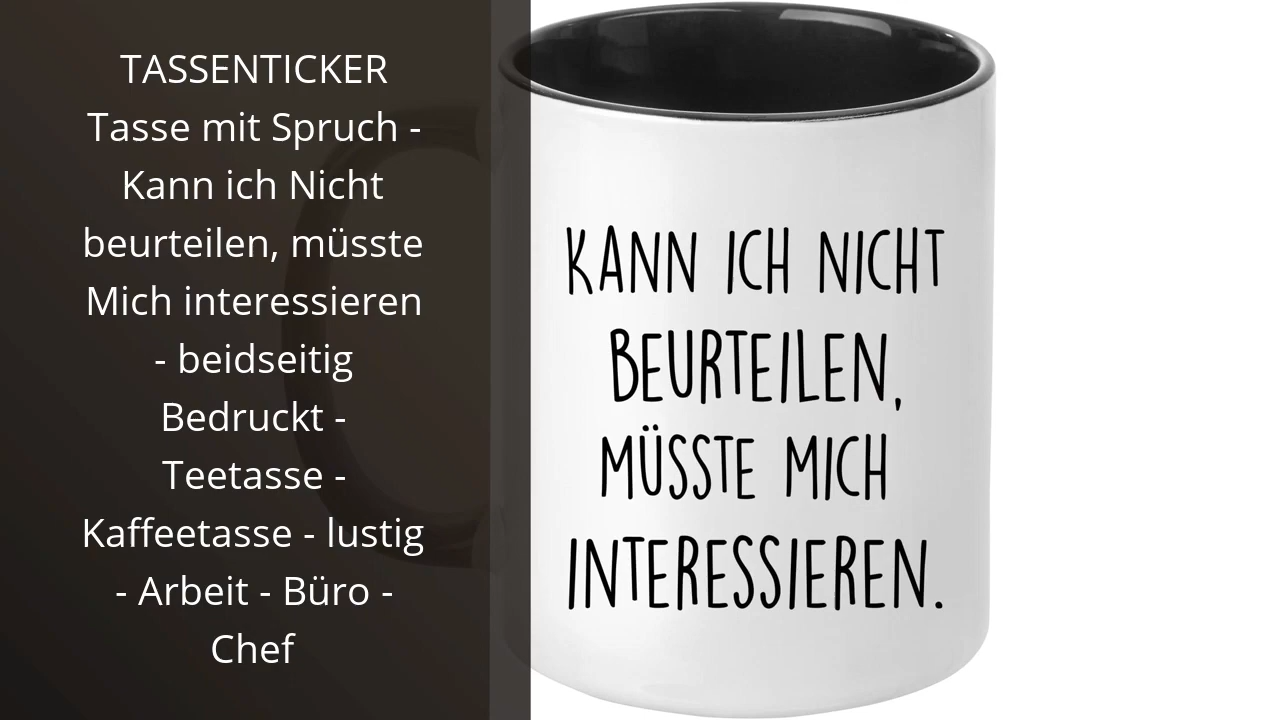 TASSENTICKER
Tasse mit Spruch -
Kann ich Nicht
beurteilen, müsste
Mich interessieren
- beidseitig
Bedruckt -
Teetasse -
Kaffeetasse - lustig
- Arbeit - Büro -
Chef
KANN ICH NICHT
BEURTEILEN,
MÜSSTE MICH
INTERESSIEREN.